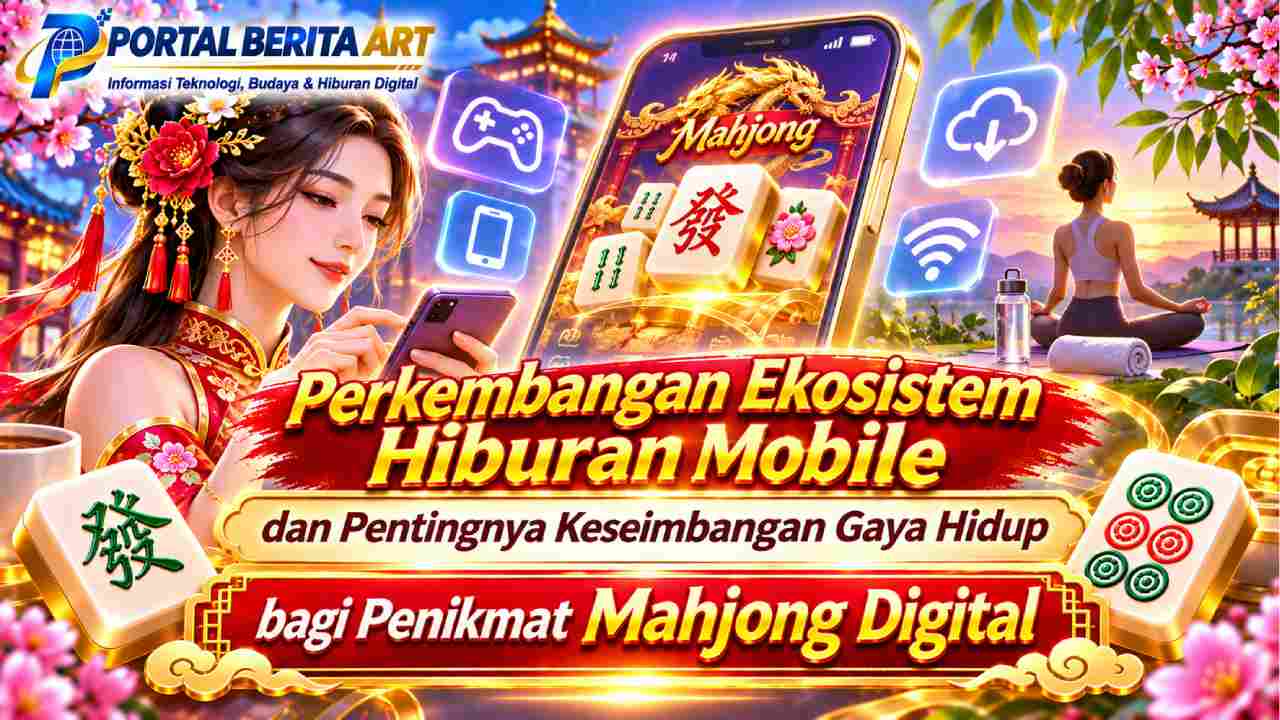 PORTAL BERITA ART
Informasi Teknologi, Budaya & Hiburan Digital
Mahjong
發
Perkembangan Ekosistem
Hiburan Mobile
dan Pentingnya Keseimbangan Gaya Hidup
bagi Penikmat Mahjong Digital
發